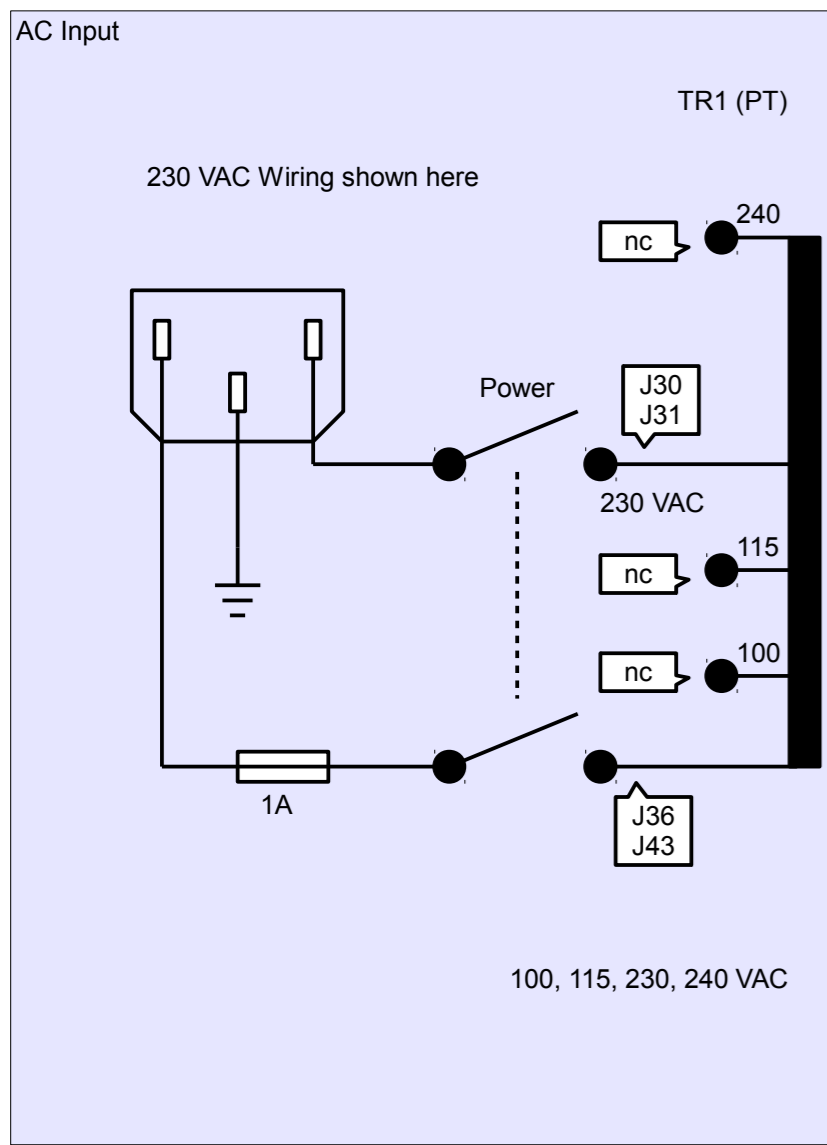 AC Input
TR1 (PT)
230 VAC Wiring shown here
240
nc
Power
J30
J31
230 VAC
115
nc
100
nc
1A
J36
J43
100, 115, 230, 240 VAC